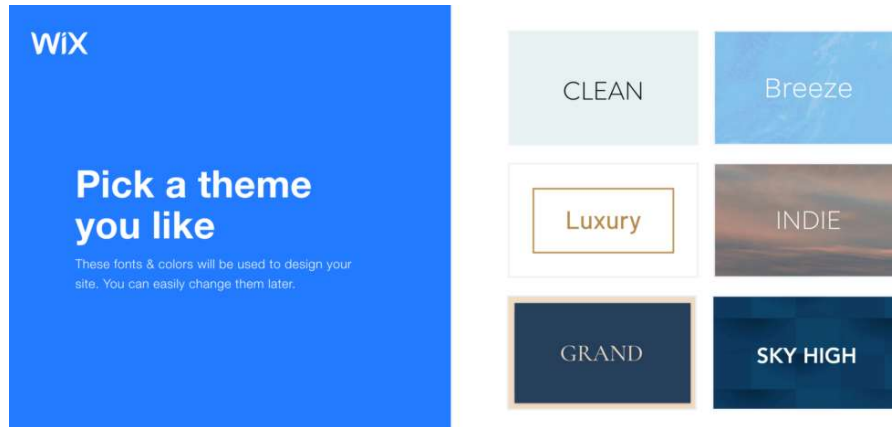 WiX
Pick a theme
you like
These fonts & colors will be used to design your
site. You can easily change them later.
CLEAN
Breeze
Luxury
INDIE
GRAND
SKY HIGH